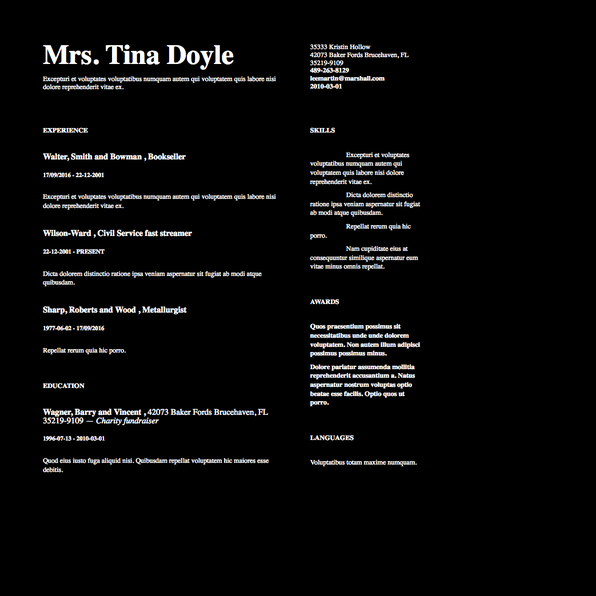 Mrs. Tina Doyle
Excepturi et voluptates voluptatibus numquam autem qui voluptatem quis labore nisi
dolore reprehenderit vitae ex.
35333 Kristin Hollow
42073 Baker Fords Brucehaven, FL
35219-9109
489-263-8129
leemartin@marshall.com
2010-03-01
EXPERIENCE
Walter, Smith and Bowman , Bookseller
17/09/2016 - 22-12-2001
Excepturi et voluptates voluptatibus numquam autem qui voluptatem quis labore nisi
dolore reprehenderit vitae ex.
Wilson-Ward , Civil Service fast streamer
22-12-2001 - PRESENT
Dicta dolorem distinctio ratione ipsa veniam aspernatur sit fugiat ab modi atque
quibusdam.
Sharp, Roberts and Wood , Metallurgist
1977-06-02 - 17/09/2016
Repellat rerum quia hic porro.
EDUCATION
Wagner, Barry and Vincent , 42073 Baker Fords Brucehaven, FL
35219-9109 — Charity fundraiser
1996-07-13 - 2010-03-01
Quod eius iusto fuga aliquid nisi. Quibusdam repellat voluptatem hic maiores esse
debitis.
SKILLS
Excepturi et voluptates
voluptatibus numquam autem qui
voluptatem quis labore nisi dolore
reprehenderit vitae ex.
Dicta dolorem distinctio
ratione ipsa veniam aspernatur sit fugiat
ab modi atque quibusdam.
Repellat rerum quia hic
porro.
Nam cupiditate eius at
consequuntur similique aspernatur eum
vitae minus omnis repellat.
AWARDS
Quos praesentium possimus sit
necessitatibus unde unde dolorem
voluptatem. Non autem illum adipisci
possimus possimus minus.
Dolore pariatur assumenda mollitia
reprehenderit accusantium a. Natus
aspernatur nostrum voluptas optio
beatae esse facilis. Optio quos ut
porro.
LANGUAGES
Voluptatibus totam maxime numquam.